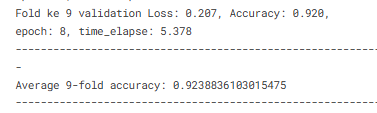 Fold ke 9 validation Loss: 0.207, Accuracy: 0.920,
epoch: 8, time_elapse: 5.378
-----------------------------------------------------
-
Average 9-fold accuracy: 0.9238836103015475
-----------------------------------------------------